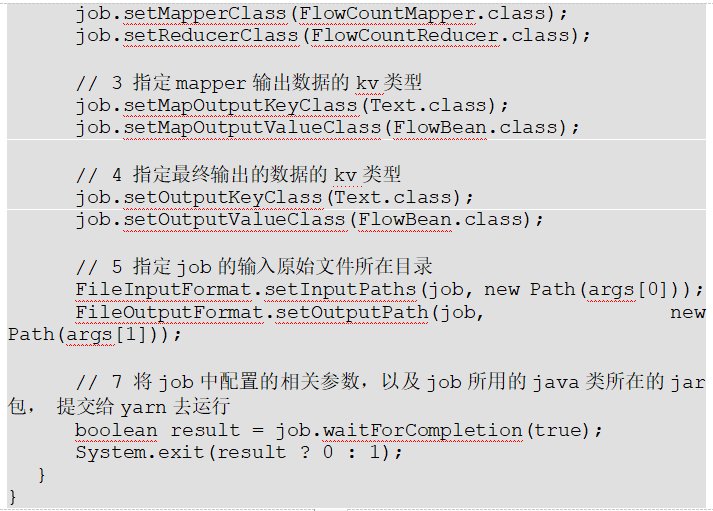 job.setMapperClass(FlowCountMapper.class);
job.setReducerClass(FlowCountReducer.class);
// 3 指定mapper 输出数据的 kv 类型
job.setMapOutputKeyClass(Text.class);
job.setMapOutputValueClass(FlowBean.class);
// 4 指定最终输出的数据的 kv 类型
job.setOutputKeyClass(Text.class);
job.setOutputValueClass(FlowBean.class);
// 5 指定 job 的输入原始文件所在目录
FileInputFormat.setInputPaths(job, new Path(args[0]));
FileOutputFormat.setOutputPath(job, new
Path(args[1]));
// 7 将 job 中配置的相关参数，以及 job 所用的 java 类所在的 jar
包， 提交给 yarn 去运行
boolean result = job.waitForCompletion(true);
System.exit(result ? 0 : 1);
}
}